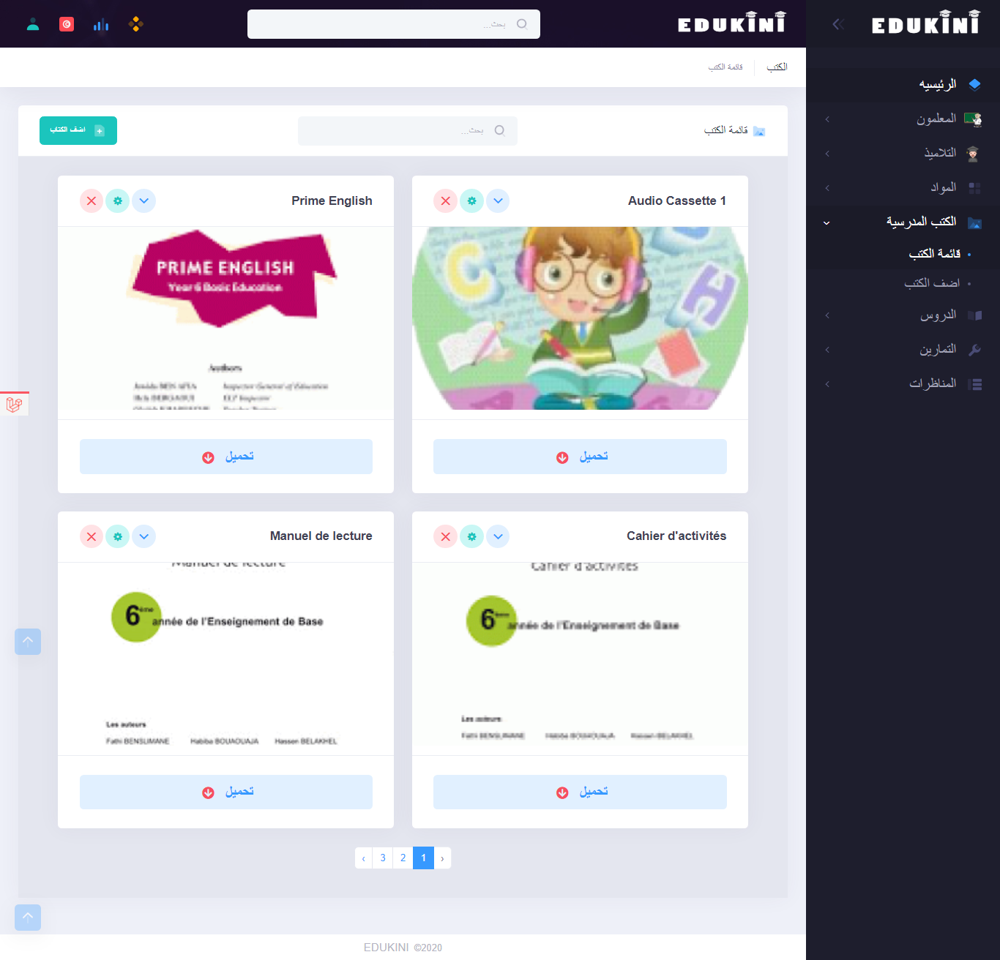 EDUKINI
بحث...
EDUKINI
الكتب
قائمة الكتب
الرئيسيه
المعلمون
التلاميذ
المواد
الكتب المدرسية
قائمة الكتب
اضف الكتب
الدروس
التمارين
المناظرات
قائمة الكتب
بحث...
اضف الكتاب
Audio Cassette 1
C
H
تحميل
Prime English
PRIME ENGLISH
Year 6 Basic Education
Authors
Inspector General of Education
تحميل
Cahier d'activités
Cahier d'activités
6ème année de l'Enseignement de Base
Les auteurs
Fathi BENSLIMANE Habiba BOUAOUAJA Hassen BELAKHEL
تحميل
Manuel de lecture
Manuel de lecture
6ème année de l'Enseignement de Base
Les auteurs
Fathi BENSLIMANE Habiba BOUAOUAJA Hassen BELAKHEL
تحميل
‹ 1 2 3 ›
EDUKINI ©2020